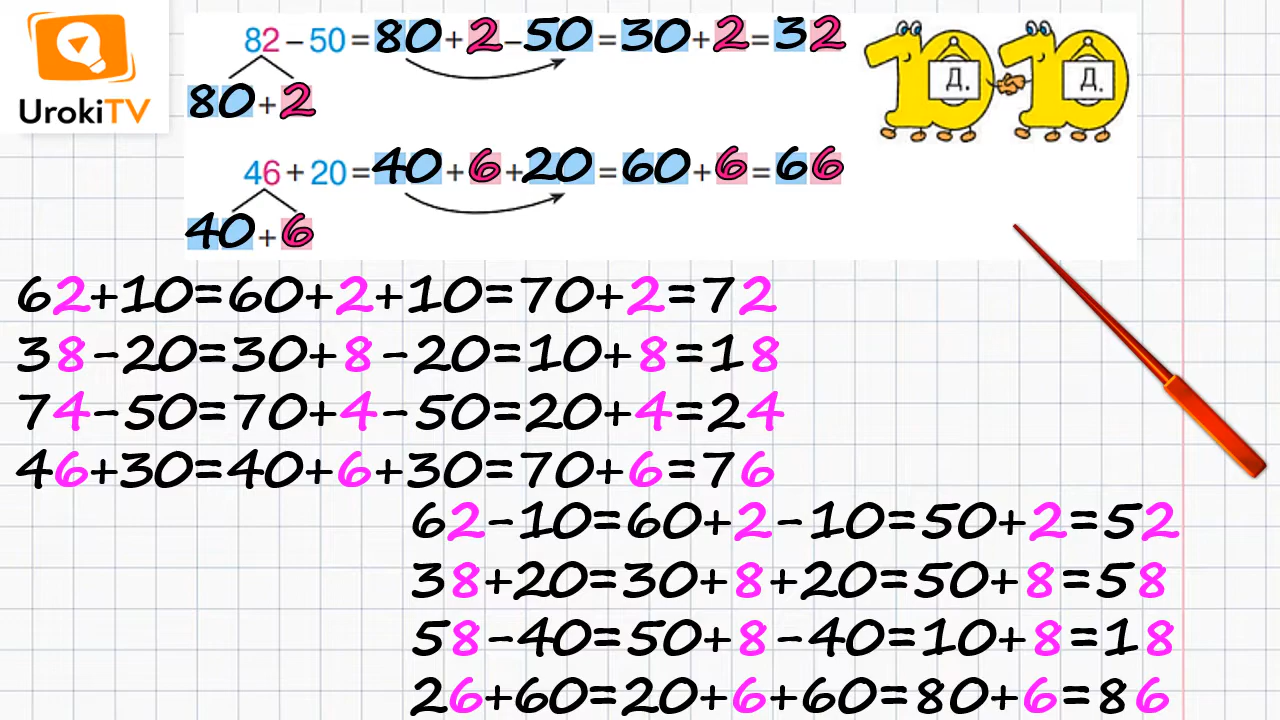 UrokiTV
82 – 50 = 80 + 2 – 50 = 30 + 2 = 32
80 + 2
46 + 20 = 40 + 6 + 20 = 60 + 6 = 66
40 + 6
10 10
Д. Д.
62+10=60+2+10=70+2=72
38-20=30+8-20=10+8=18
74-50=70+4-50=20+4=24
46+30=40+6+30=70+6=76
62-10=60+2-10=50+2=52
38+20=30+8+20=50+8=58
58-40=50+8-40=10+8=18
26+60=20+6+60=80+6=86